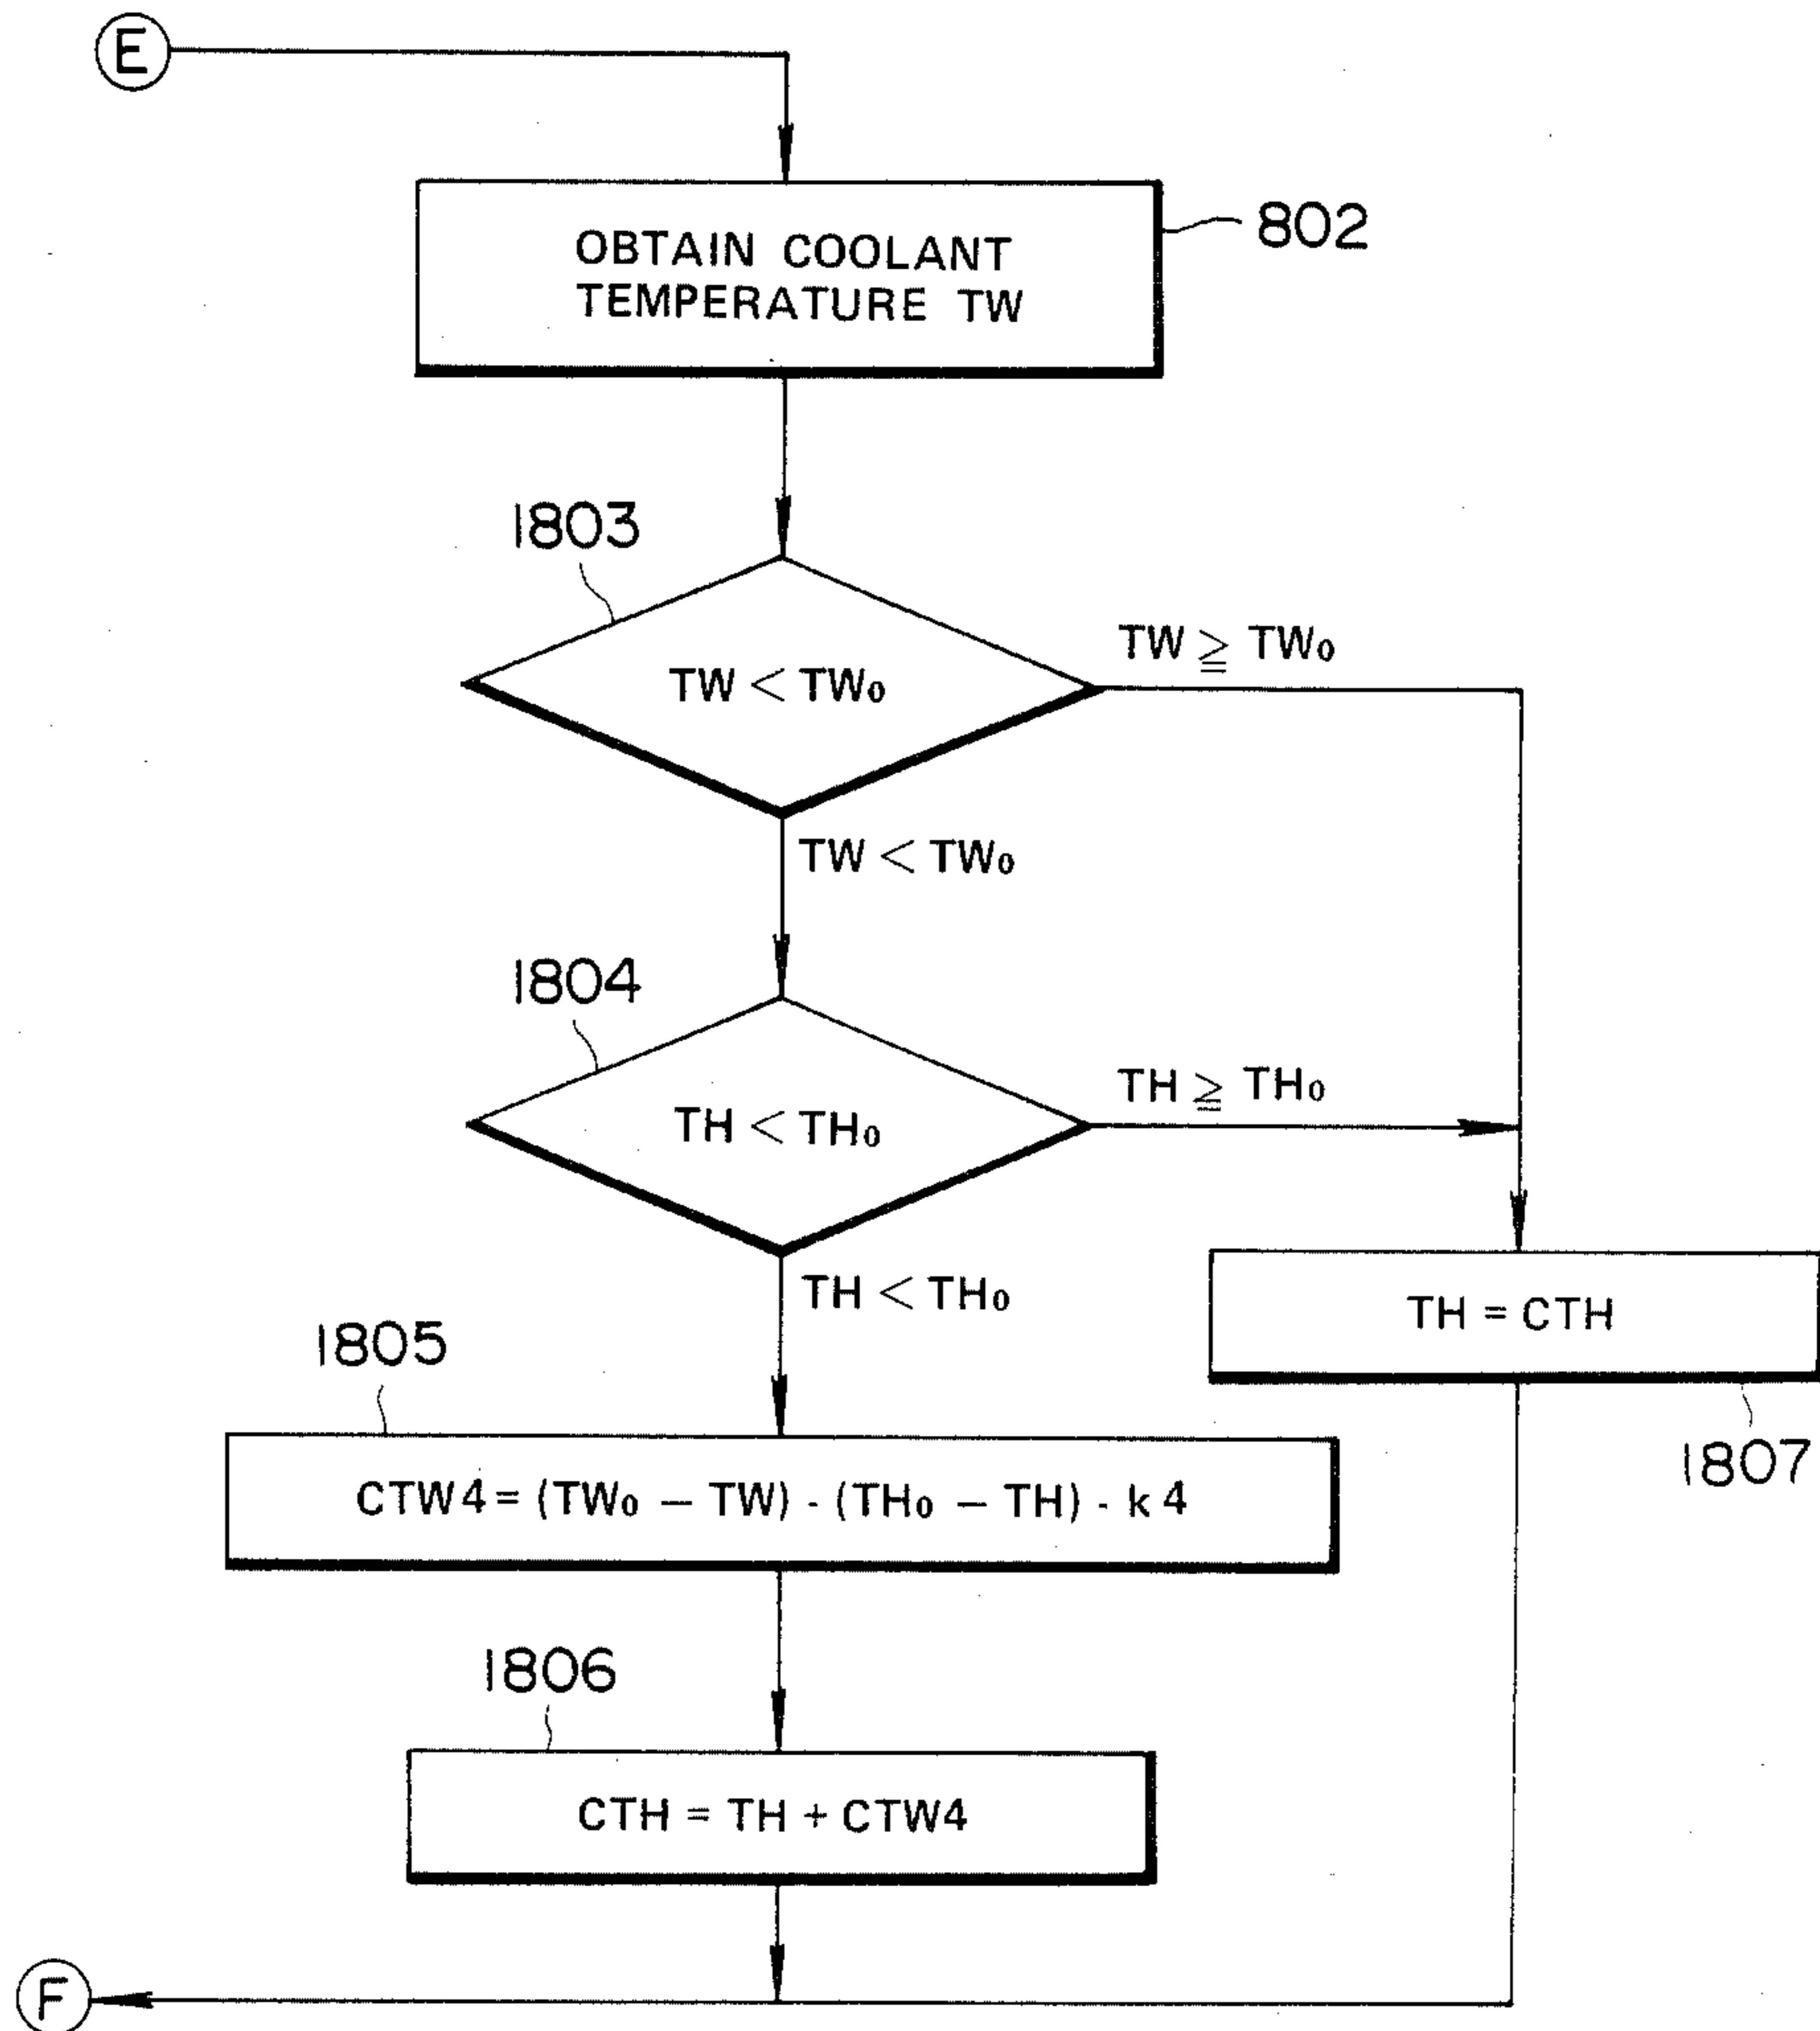 E
OBTAIN COOLANT
TEMPERATURE TW
802
1803
TW < TW₀
TW ≧ TW₀
TW < TW₀
1804
TH < TH₀
TH ≧ TH₀
TH < TH₀
TH = CTH
1807
1805
CTW4 = (TW₀ – TW) · (TH₀ – TH) · k4
1806
CTH = TH + CTW4
F